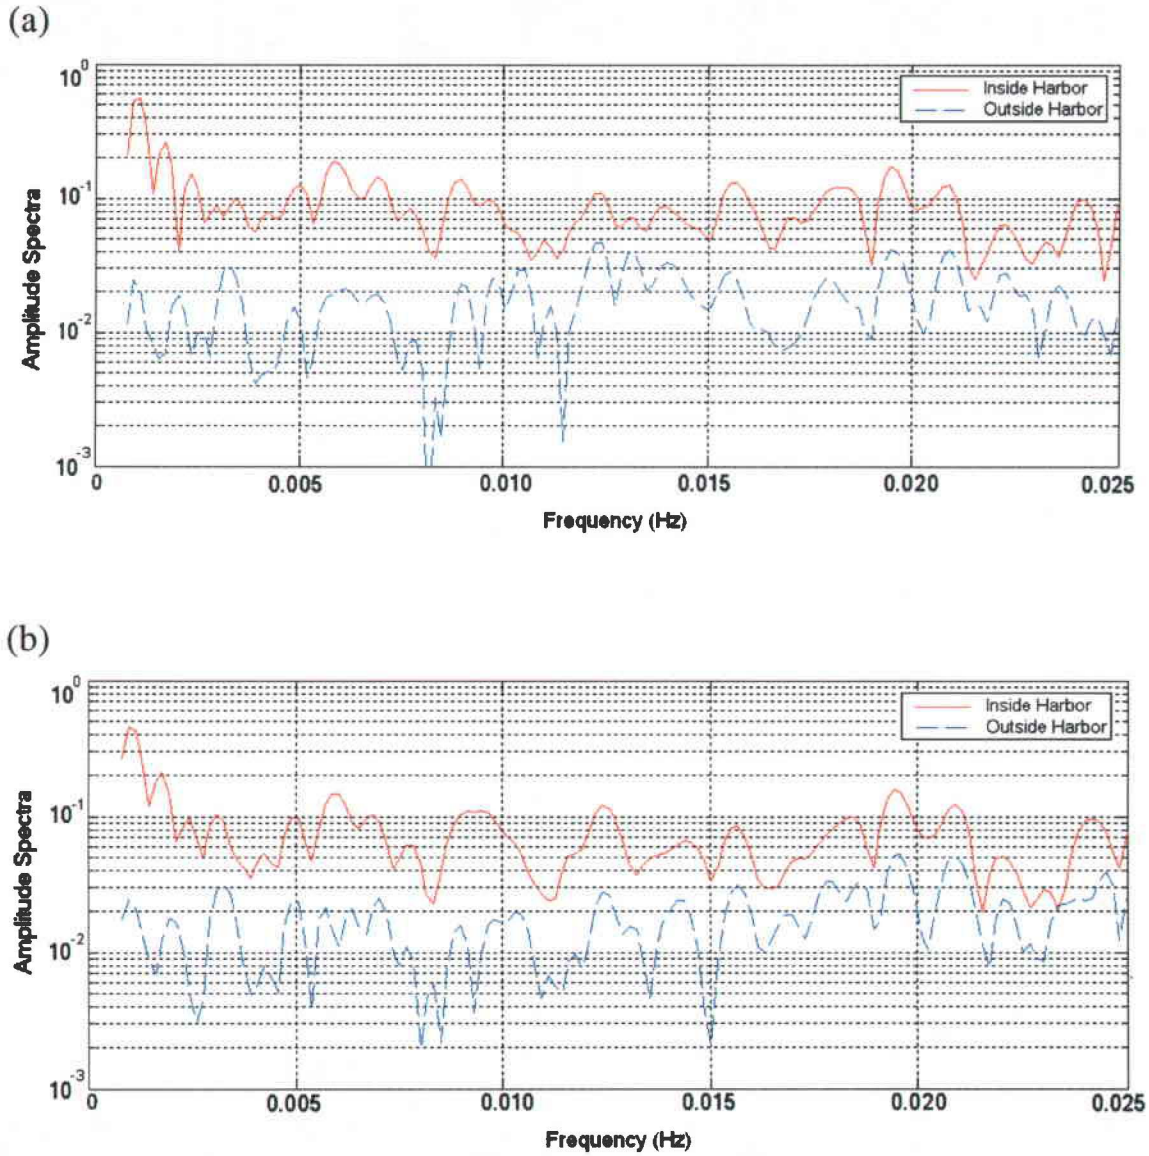 (a)
10^0
10^-1
10^-2
10^-3
Amplitude Spectra
Inside Harbor
Outside Harbor
0 0.005 0.010 0.015 0.020 0.025
Frequency (Hz)
(b)
10^0
10^-1
10^-2
10^-3
Amplitude Spectra
Inside Harbor
Outside Harbor
0 0.005 0.010 0.015 0.020 0.025
Frequency (Hz)